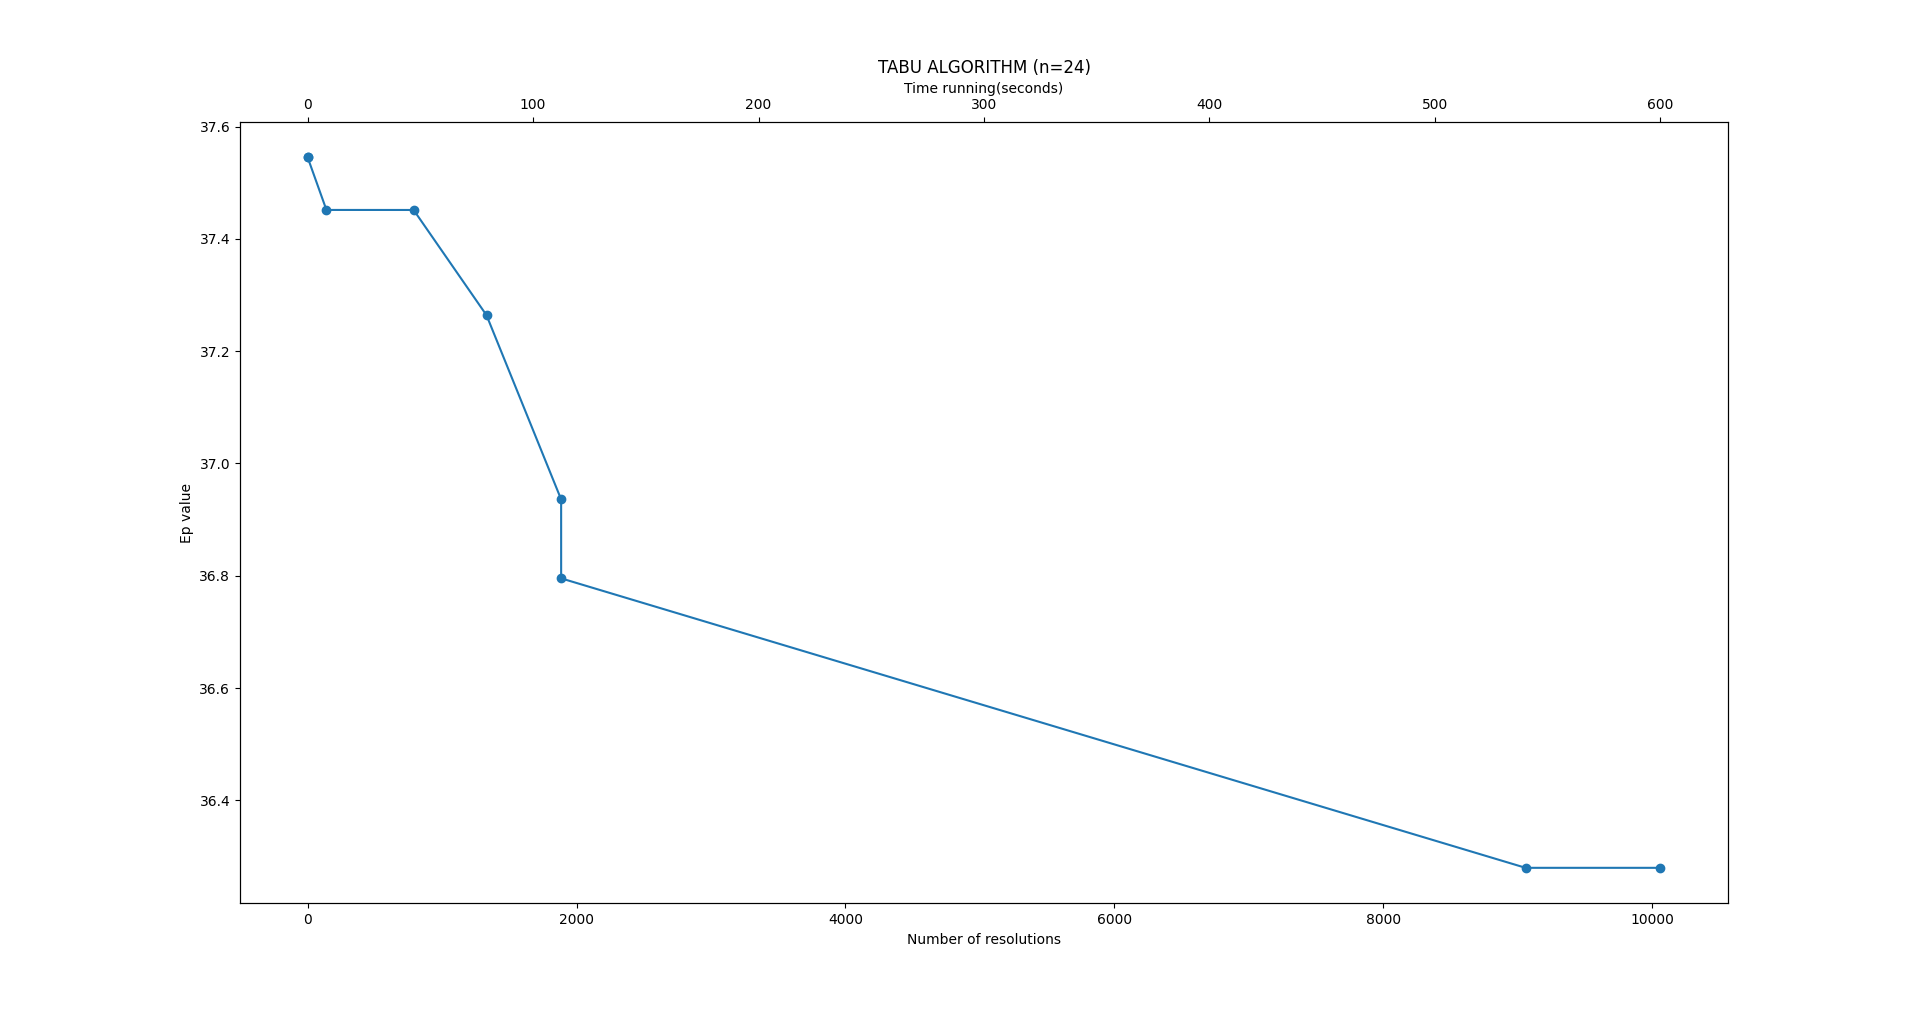 TABU ALGORITHM (n=24)
Time running(seconds)
0 100 200 300 400 500 600
37.6
37.4
37.2
37.0
36.8
36.6
36.4
Ep value
0 2000 4000 6000 8000 10000
Number of resolutions